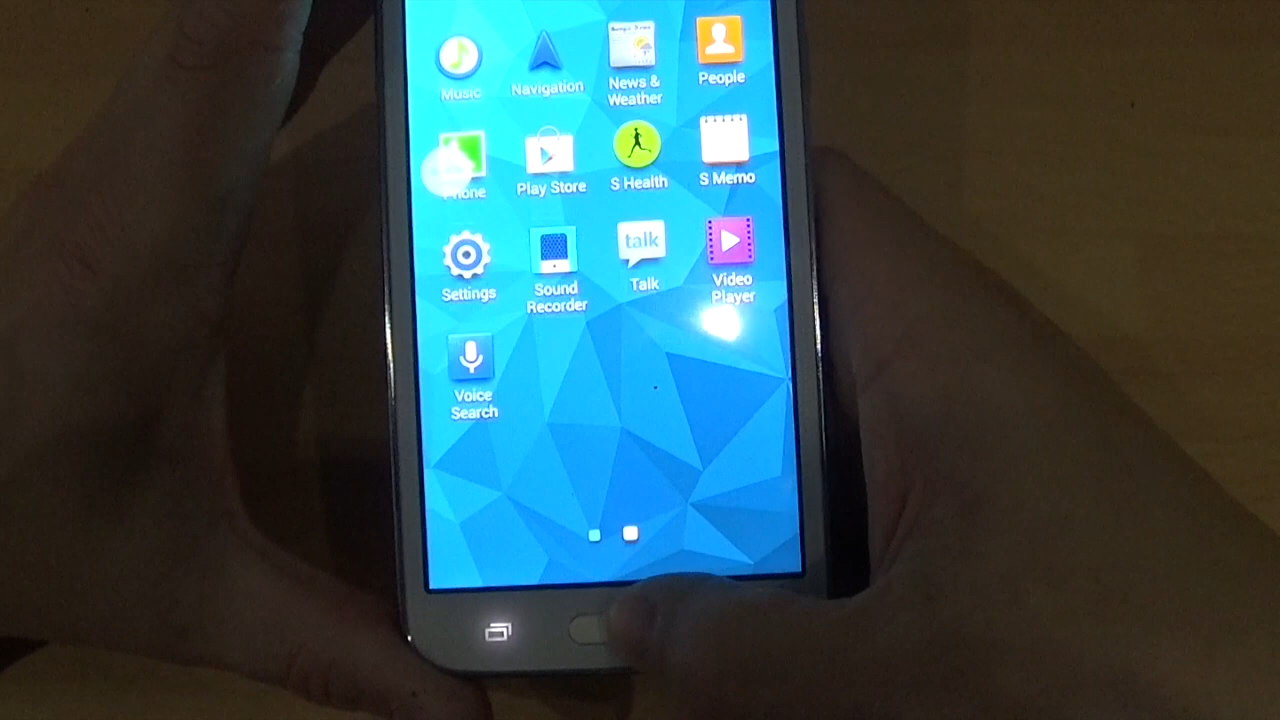 Music
Navigation
News &
Weather
People
Phone
Play Store
S Health
S Memo
Settings
Sound
Recorder
talk
Talk
Video
Player
Voice
Search